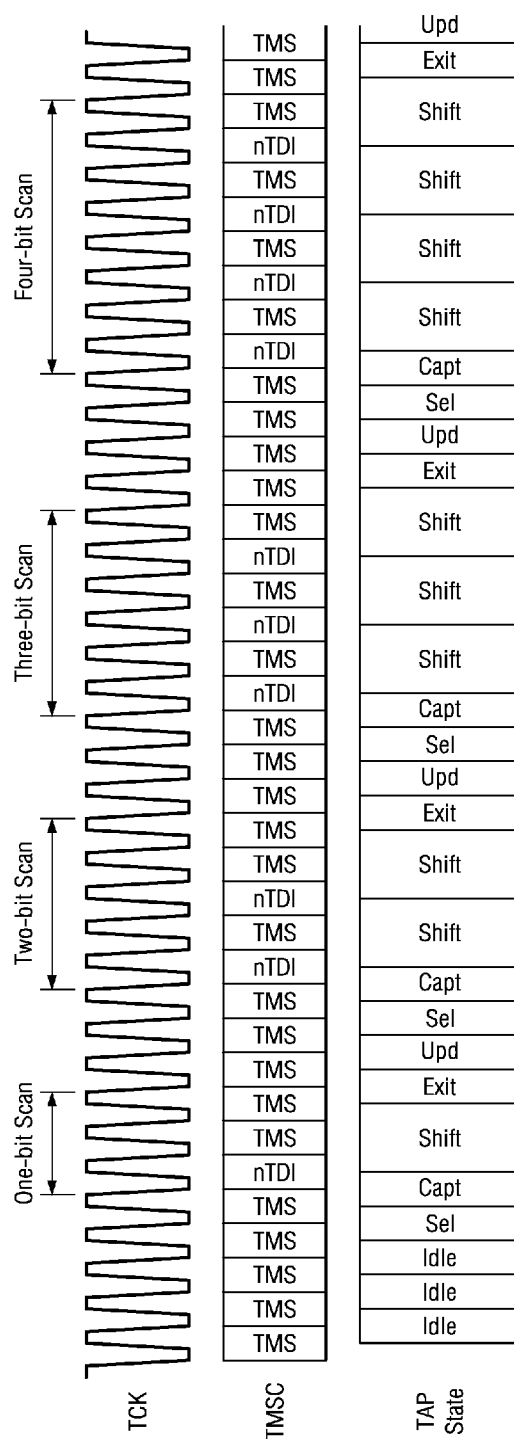 Four-bit Scan
Three-bit Scan
Two-bit Scan
One-bit Scan
TCK
TMS
TMS
TMS
nTDI
TMS
nTDI
TMS
nTDI
TMS
nTDI
TMS
TMS
TMS
TMS
TMS
nTDI
TMS
nTDI
TMS
nTDI
TMS
TMS
TMS
TMS
TMS
nTDI
TMS
nTDI
TMS
TMS
TMS
TMS
TMS
nTDI
TMS
TMS
TMS
TMS
TMS
TMSC
Upd
Exit
Shift
Shift
Shift
Shift
Capt
Sel
Upd
Exit
Shift
Shift
Shift
Capt
Sel
Upd
Exit
Shift
Shift
Capt
Sel
Upd
Exit
Shift
Capt
Sel
Idle
Idle
Idle
TAP
State